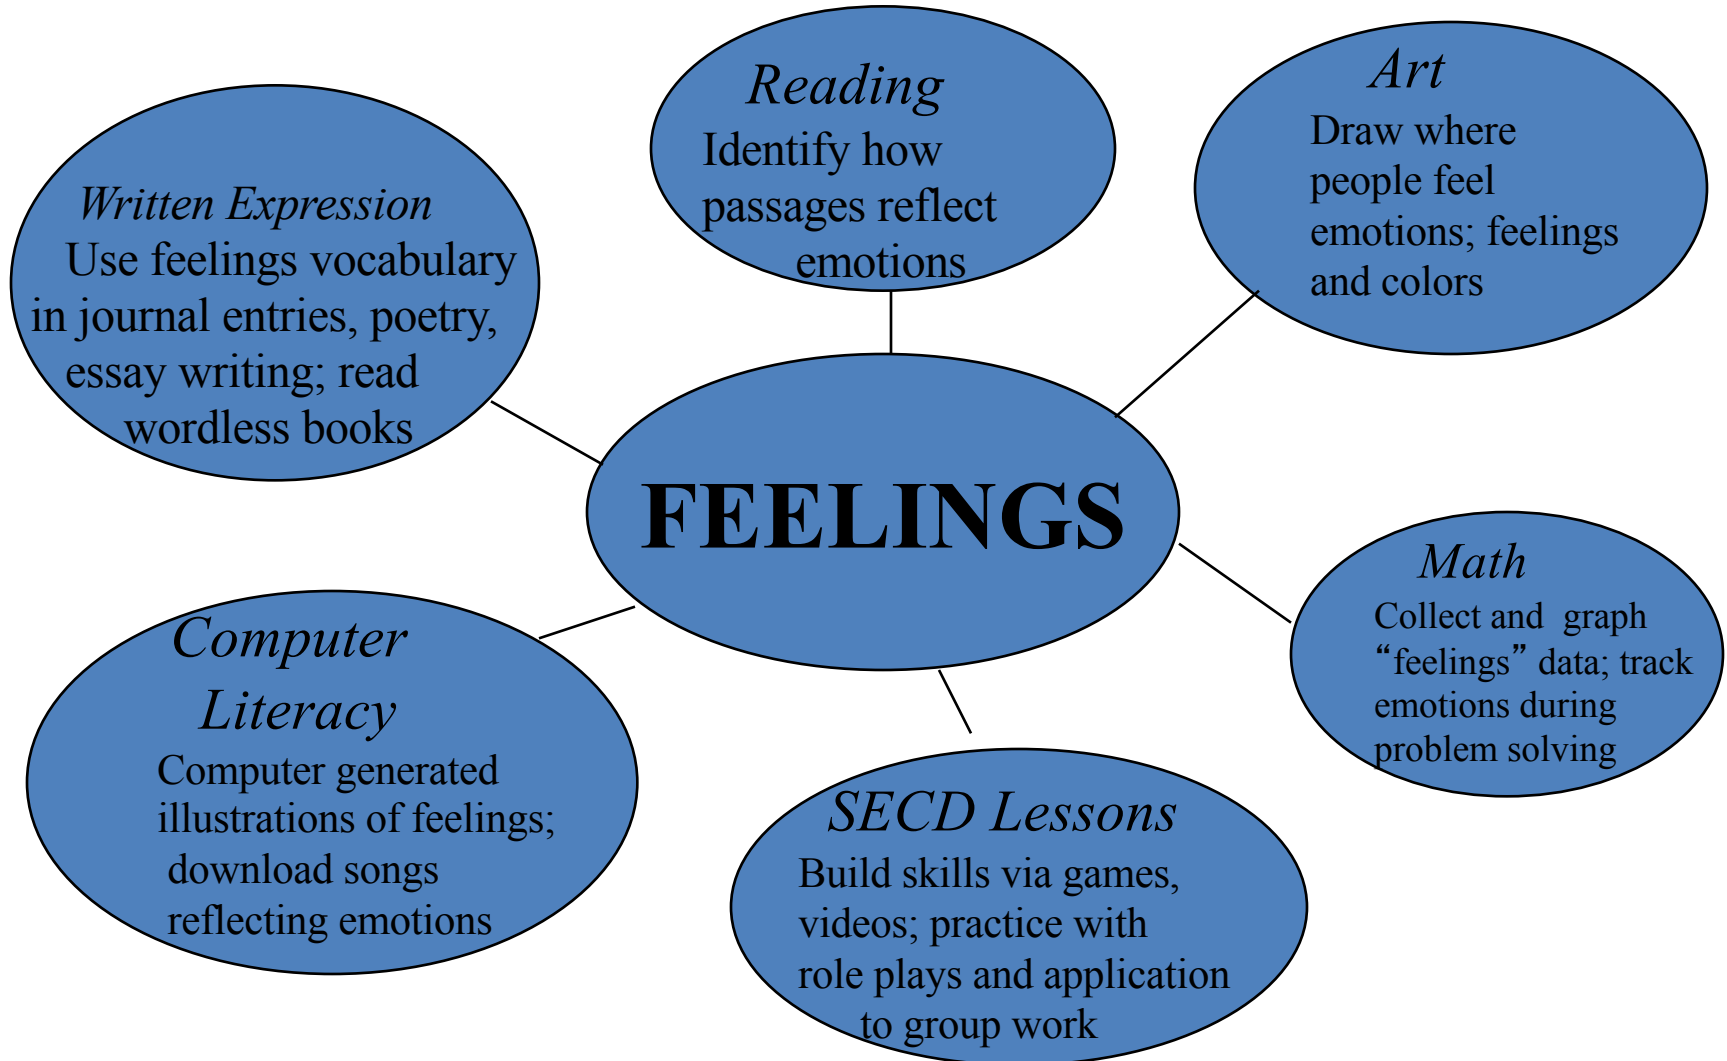 Reading
Identify how
passages reflect
emotions
Art
Draw where
people feel
emotions; feelings
and colors
Written Expression
Use feelings vocabulary
in journal entries, poetry,
essay writing; read
wordless books
FEELINGS
Math
Collect and graph
“feelings” data; track
emotions during
problem solving
Computer
Literacy
Computer generated
illustrations of feelings;
download songs
reflecting emotions
SECD Lessons
Build skills via games,
videos; practice with
role plays and application
to group work